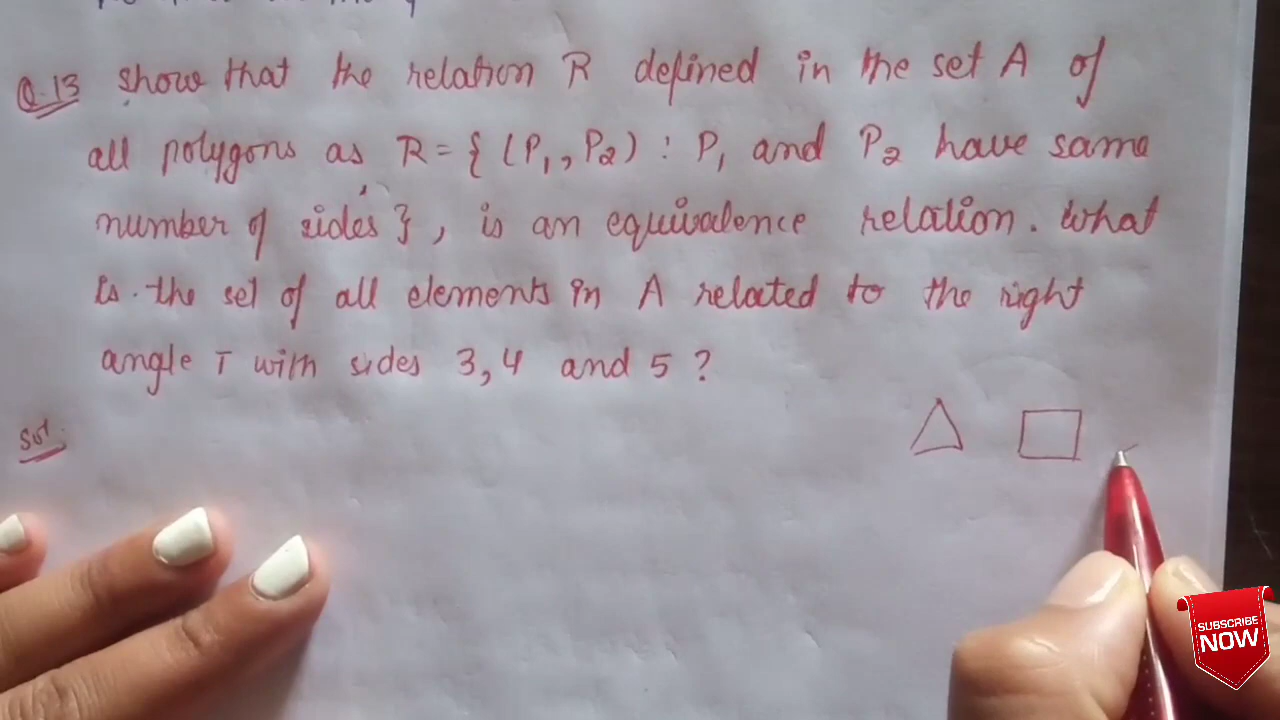 Q.13 show that the relation R defined in the set A of
all polygons as R = { (P1, P2) : P1 and P2 have same
number of sides }, is an equivalence relation. What
is the set of all elements in A related to the right
angle T with sides 3, 4 and 5 ?
Sol.
SUBSCRIBE
NOW